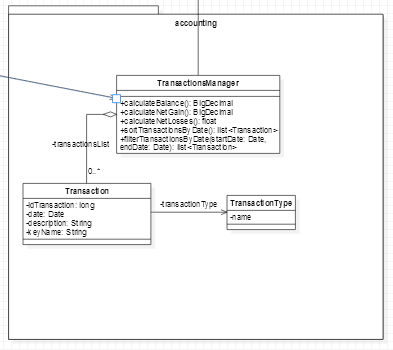 accounting
TransactionsManager
+calculateBalance(): BigDecimal
+calculateNetGain(): BigDecimal
+calculateNetLosses(): float
+sortTransactionsByDate(): list<Transaction>
+filterTransactionsByDate(startDate: Date,
endDate: Date): list<Transaction>
-transactionsList
0..*
Transaction
-idTransaction: long
-date: Date
-description: String
-keyName: String
-transactionType
TransactionType
-name